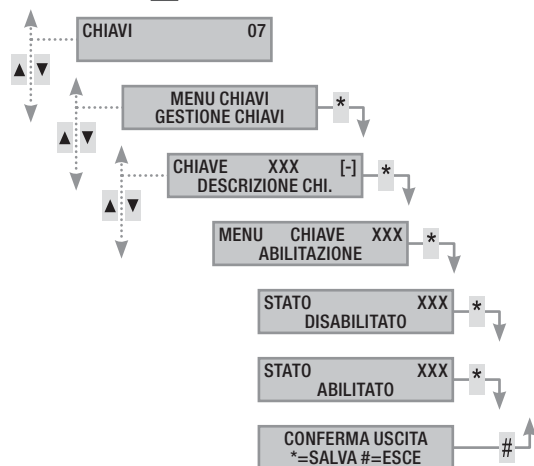 CHIAVI 07
MENU CHIAVI *
GESTIONE CHIAVI
CHIAVE XXX [-] *
DESCRIZIONE CHI.
MENU CHIAVE XXX *
ABILITAZIONE
STATO XXX *
DISABILITATO
STATO XXX *
ABILITATO
CONFERMA USCITA #
*=SALVA #=ESCE